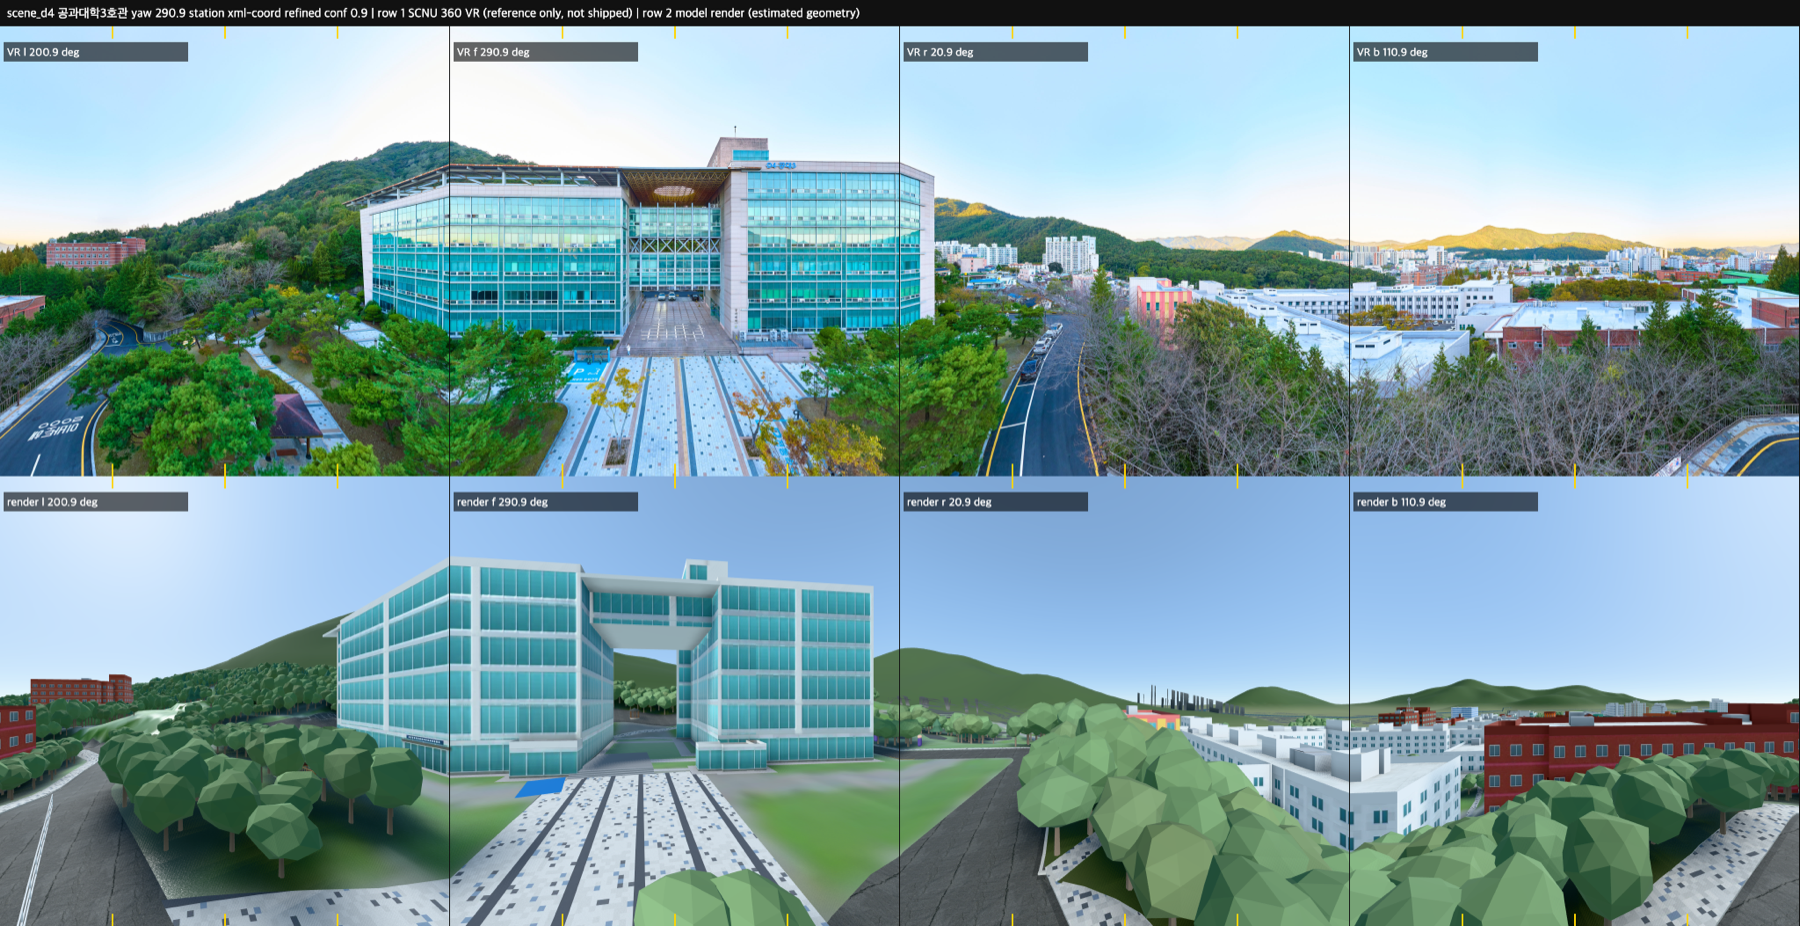 scene_d4 공과대학3호관 yaw 290.9 station xml-coord refined conf 0.9 | row 1 SCNU 360 VR (reference only, not shipped) | row 2 model render (estimated geometry)
VR l 200.9 deg
VR f 290.9 deg
VR r 20.9 deg
VR b 110.9 deg
P
render l 200.9 deg
render f 290.9 deg
render r 20.9 deg
render b 110.9 deg